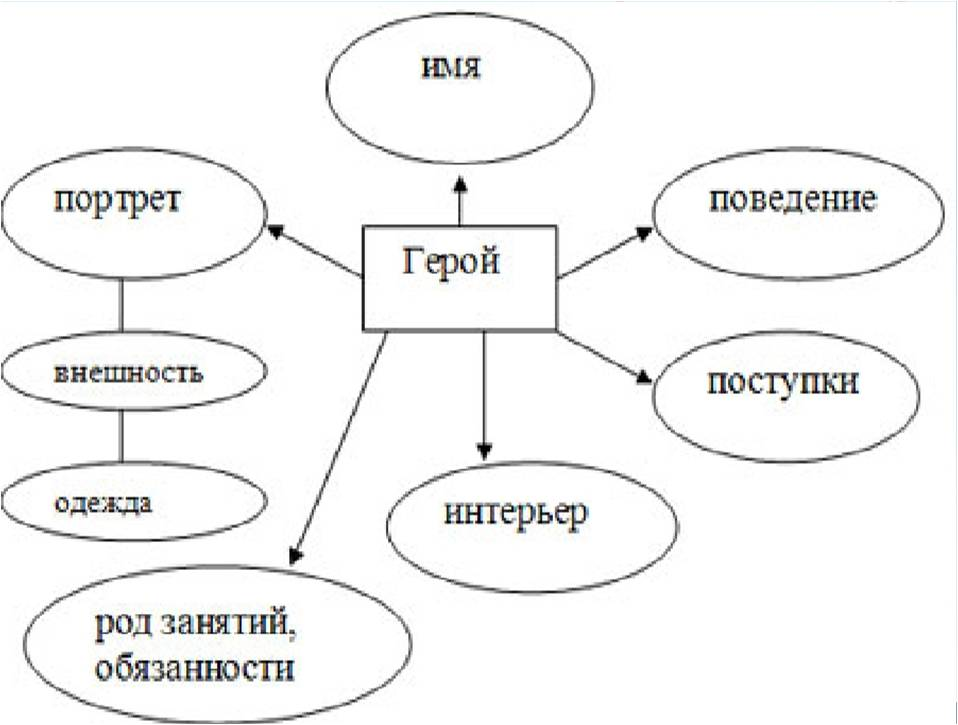 имя
портрет
поведение
Герой
внешность
поступки
одежда
интерьер
род занятий,
обязанности